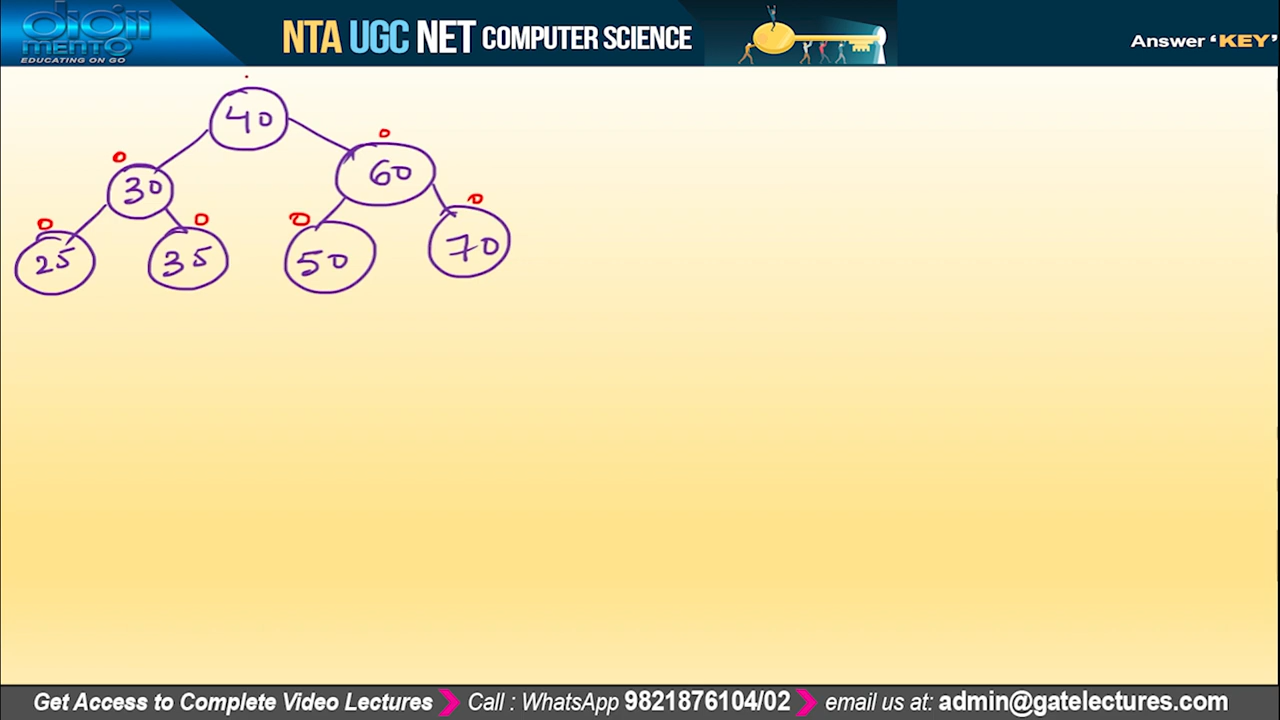 digii
MENTO
EDUCATING ON GO
NTA UGC NET COMPUTER SCIENCE
Answer ‘KEY’
40
0
0
30
60
0
0
0
0
25
35
50
70
Get Access to Complete Video Lectures Call : WhatsApp 9821876104/02 email us at: admin@gatelectures.com